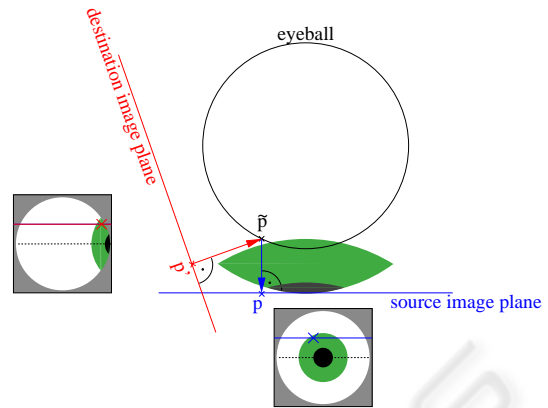 eyeball
destination image plane
p̃
p'
p
source image plane